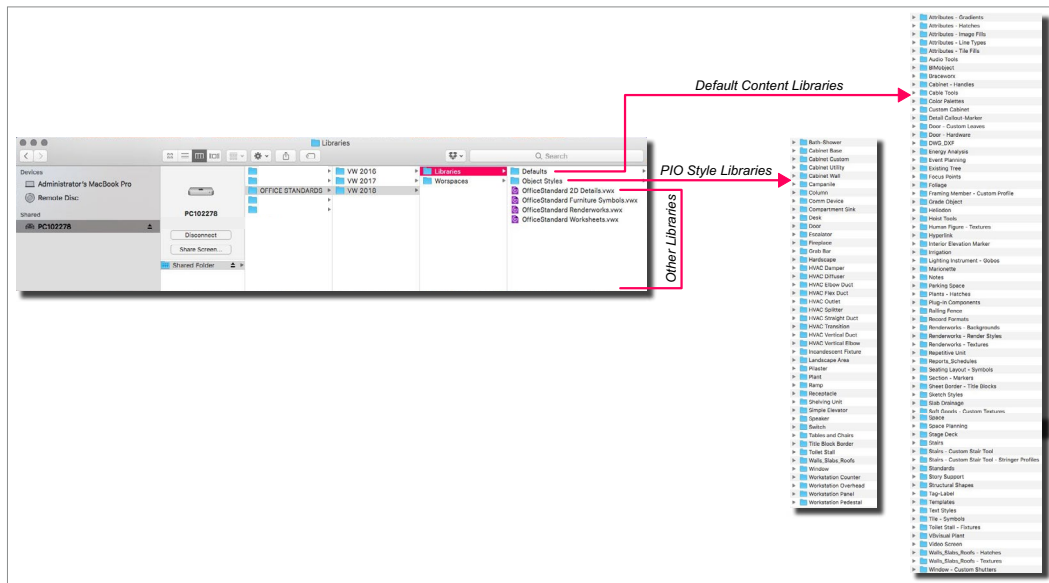 Libraries
Search
Devices
Administrator's MacBook Pro
Remote Disc
Shared
PC102278
PC102278
Disconnect
Share Screen...
Shared Folder
OFFICE STANDARDS
VW 2016
VW 2017
VW 2018
Libraries
Worspaces
Defaults
Object Styles
OfficeStandard 2D Details.vwx
OfficeStandard Furniture Symbols.vwx
OfficeStandard Renderworks.vwx
OfficeStandard Worksheets.vwx
Default Content Libraries
PIO Style Libraries
Other Libraries
Bath-Shower
Cabinet Base
Cabinet Custom
Cabinet Utility
Cabinet Wall
Campanile
Column
Comm Device
Compartment Sink
Desk
Door
Escalator
Fireplace
Grab Bar
Hardscape
HVAC Damper
HVAC Diffuser
HVAC Elbow Duct
HVAC Flex Duct
HVAC Outlet
HVAC Splitter
HVAC Straight Duct
HVAC Transition
HVAC Vertical Duct
HVAC Vertical Elbow
Incandescent Fixture
Landscape Area
Pilaster
Plant
Ramp
Receptacle
Shelving Unit
Simple Elevator
Speaker
Switch
Tables and Chairs
Title Block Border
Toilet Stall
Walls_Slabs_Roofs
Window
Workstation Counter
Workstation Overhead
Workstation Panel
Workstation Pedestal
Attributes - Gradients
Attributes - Hatches
Attributes - Image Fills
Attributes - Line Types
Attributes - Tile Fills
Audio Tools
BIMobject
Braceworx
Cabinet - Handles
Cable Tools
Color Palettes
Custom Cabinet
Detail Callout-Marker
Door - Custom Leaves
Door - Hardware
DWG_DXF
Energy Analysis
Event Planning
Existing Tree
Focus Points
Foliage
Framing Member - Custom Profile
Grade Object
Heliodon
Hoist Tools
Human Figure - Textures
Hyperlink
Interior Elevation Marker
Irrigation
Lighting Instrument - Gobos
Marionette
Notes
Parking Space
Plants - Hatches
Plug-in Components
Railing Fence
Record Formats
Renderworks - Backgrounds
Renderworks - Render Styles
Renderworks - Textures
Repetitive Unit
Reports_Schedules
Seating Layout - Symbols
Section - Markers
Sheet Border - Title Blocks
Sketch Styles
Slab Drainage
Soft Goods - Custom Textures
Space
Space Planning
Stage Deck
Stairs
Stairs - Custom Stair Tool
Stairs - Custom Stair Tool - Stringer Profiles
Standards
Story Support
Structural Shapes
Tag-Label
Templates
Text Styles
Tile - Symbols
Toilet Stall - Fixtures
VBvisual Plant
Video Screen
Walls_Slabs_Roofs - Hatches
Walls_Slabs_Roofs - Textures
Window - Custom Shutters